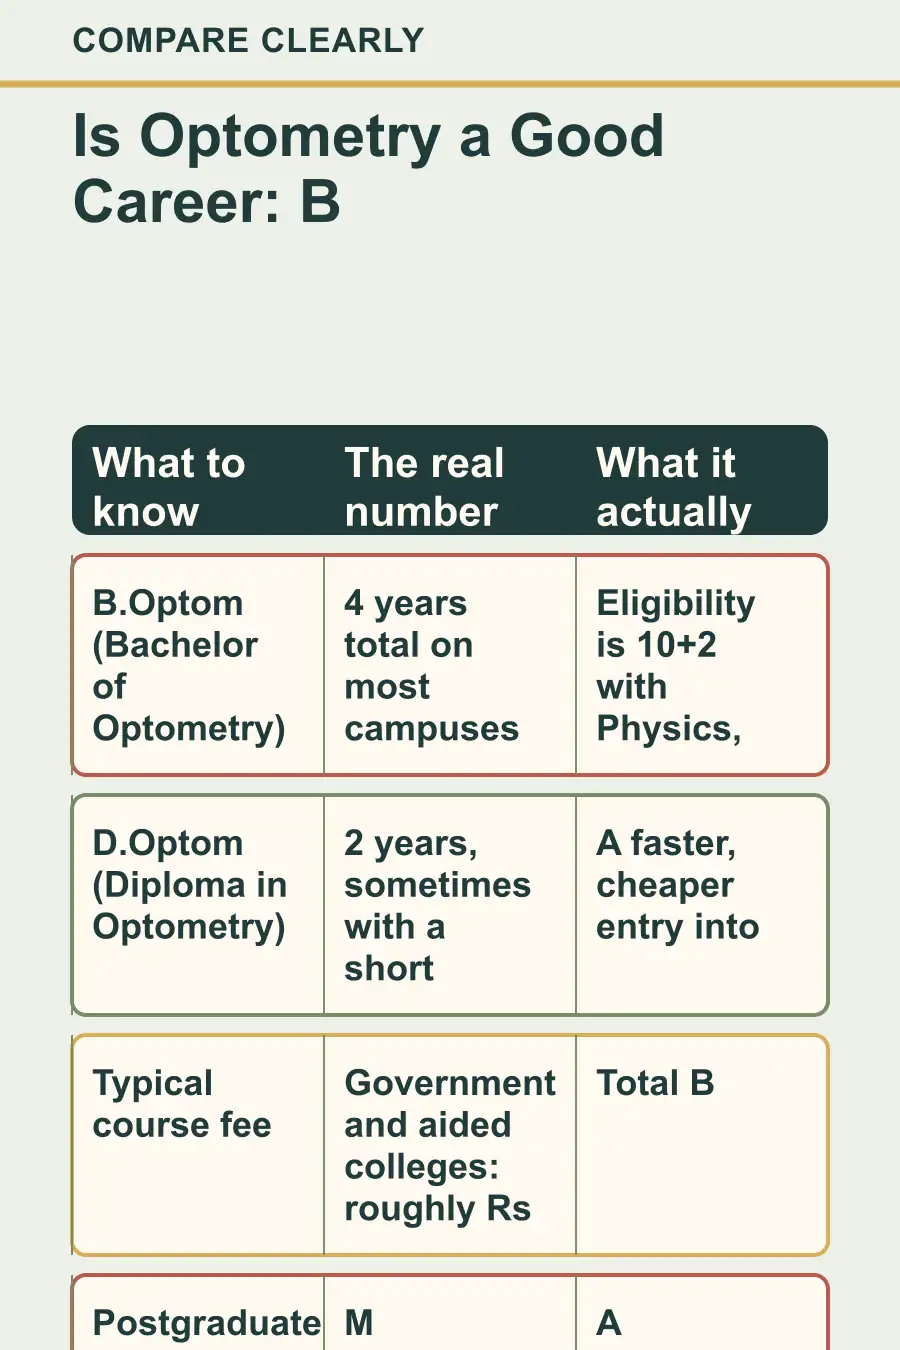 COMPARE CLEARLY
Is Optometry a Good
Career: B
What to
know
The real
number
What it
actually
B.Optom
(Bachelor
of
Optometry)
4 years
total on
most
campuses
Eligibility
is 10+2
with
Physics,
D.Optom
(Diploma in
Optometry)
2 years,
sometimes
with a
short
A faster,
cheaper
entry into
Typical
course fee
Government
and aided
colleges:
roughly Rs
Total B
Postgraduate
M
A